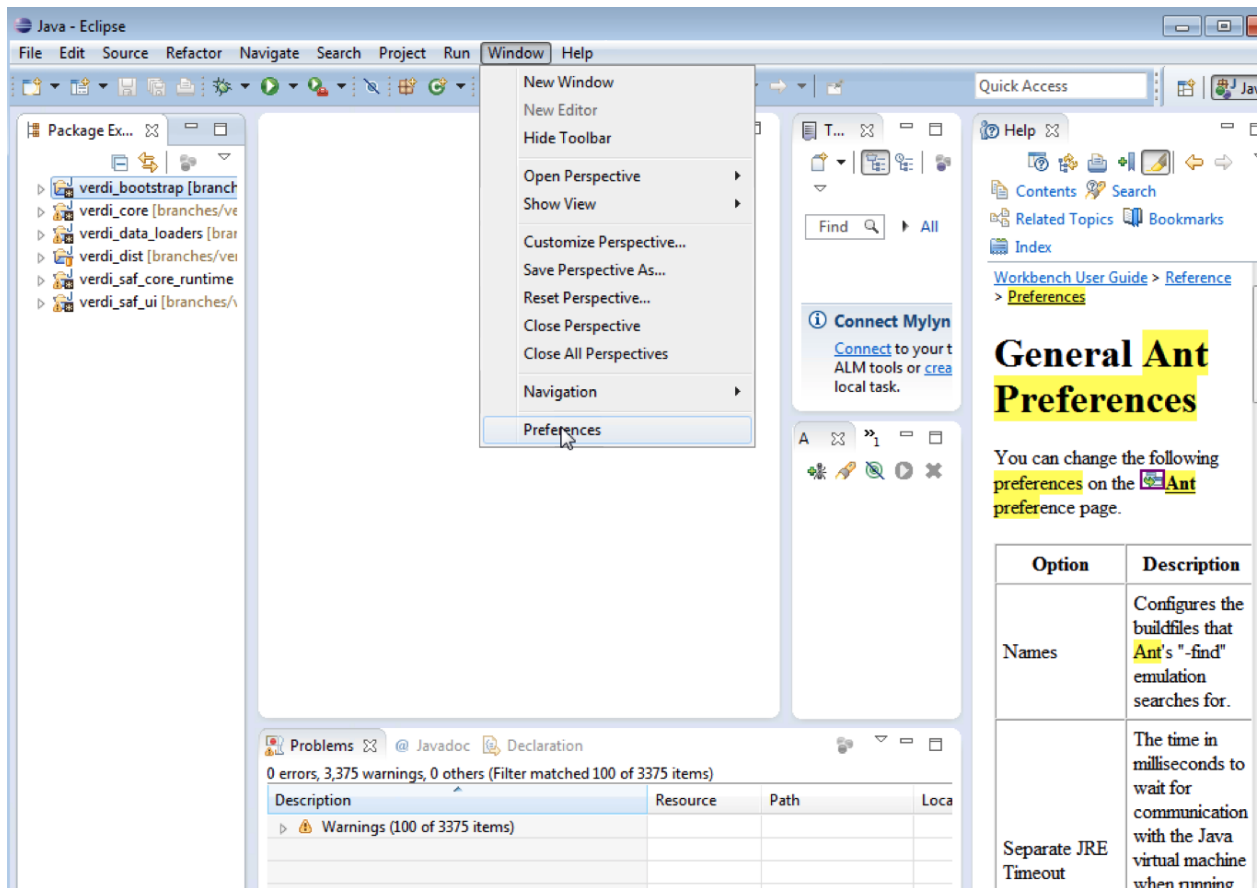 Java - Eclipse
File Edit Source Refactor Navigate Search Project Run Window Help
Quick Access
Package Ex...
verdi_bootstrap [branch
verdi_core [branches/ve
verdi_data_loaders [brar
verdi_dist [branches/ver
verdi_saf_core_runtime
verdi_saf_ui [branches/v
New Window
New Editor
Hide Toolbar
Open Perspective
Show View
Customize Perspective...
Save Perspective As...
Reset Perspective...
Close Perspective
Close All Perspectives
Navigation
Preferences
T...
Find
All
Connect Mylyn
Connect to your t
ALM tools or crea
local task.
A »1
Help
Contents Search
Related Topics Bookmarks
Index
Workbench User Guide > Reference
> Preferences
General Ant
Preferences
You can change the following
preferences on the Ant
preference page.
Option Description
Names
Configures the
buildfiles that
Ant's "-find"
emulation
searches for.
Separate JRE
Timeout
The time in
milliseconds to
wait for
communication
with the Java
virtual machine
when running
Problems @ Javadoc Declaration
0 errors, 3,375 warnings, 0 others (Filter matched 100 of 3375 items)
Description Resource Path Loca
Warnings (100 of 3375 items)